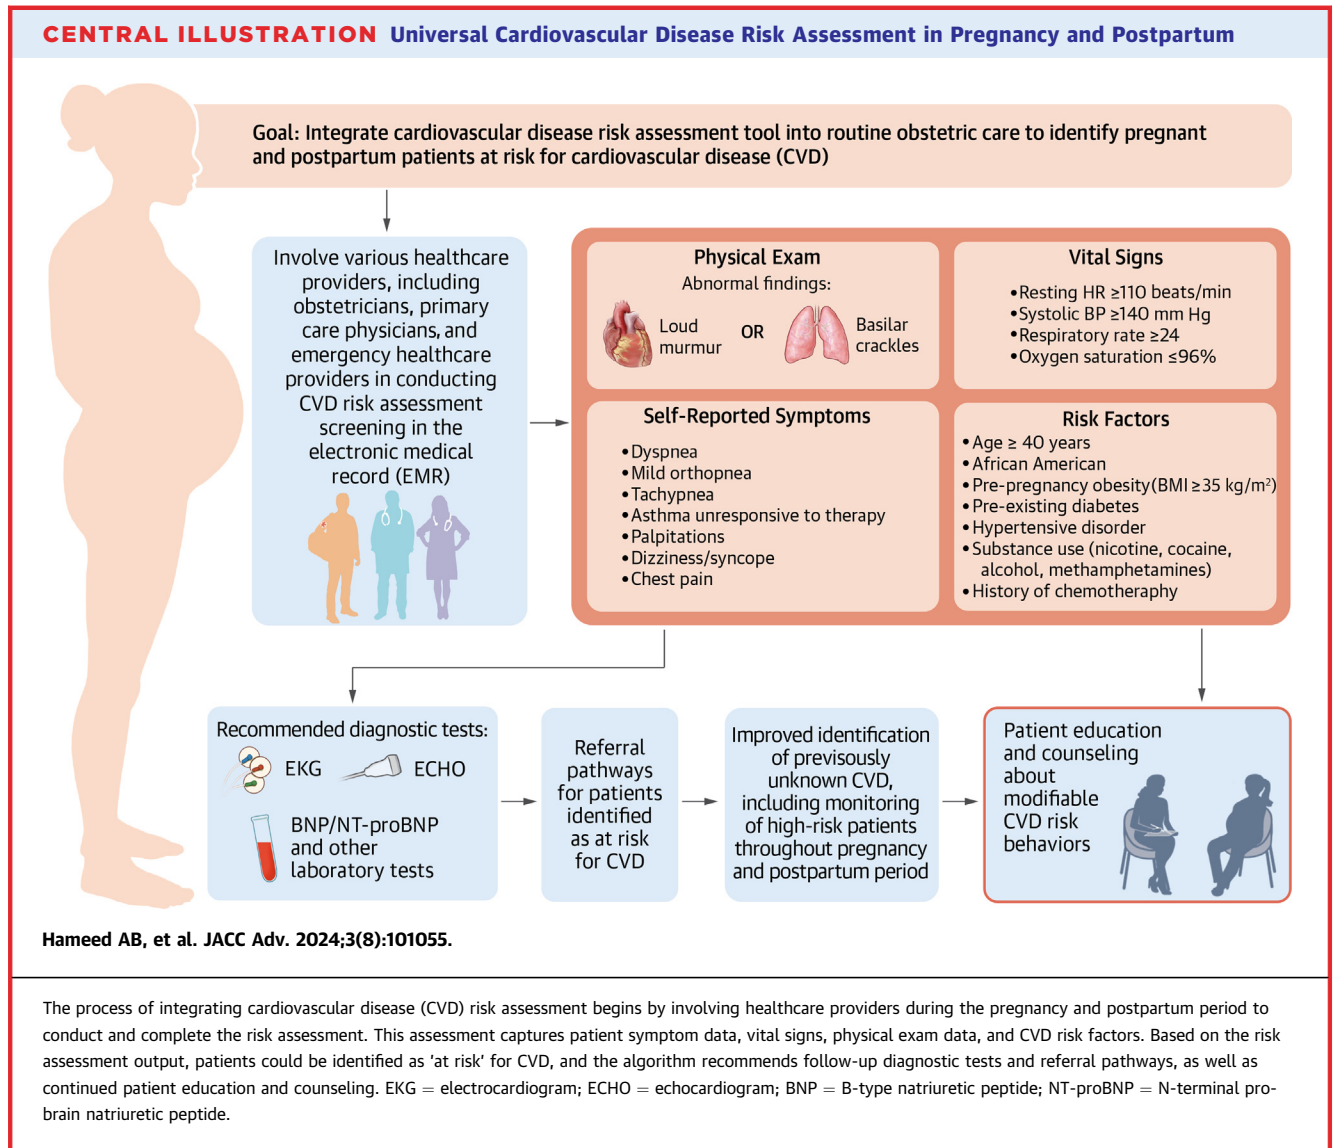 CENTRAL ILLUSTRATION Universal Cardiovascular Disease Risk Assessment in Pregnancy and Postpartum
Goal: Integrate cardiovascular disease risk assessment tool into routine obstetric care to identify pregnant
and postpartum patients at risk for cardiovascular disease (CVD)
Involve various healthcare
providers, including
obstetricians, primary
care physicians, and
emergency healthcare
providers in conducting
CVD risk assessment
screening in the
electronic medical
record (EMR)
Physical Exam
Abnormal findings:
Loud
murmur
OR
Basilar
crackles
Vital Signs
•Resting HR ≥110 beats/min
•Systolic BP ≥140 mm Hg
•Respiratory rate ≥24
•Oxygen saturation ≤96%
Self-Reported Symptoms
•Dyspnea
•Mild orthopnea
•Tachypnea
•Asthma unresponsive to therapy
•Palpitations
•Dizziness/syncope
•Chest pain
Risk Factors
•Age ≥ 40 years
•African American
•Pre-pregnancy obesity (BMI ≥35 kg/m²)
•Pre-existing diabetes
•Hypertensive disorder
•Substance use (nicotine, cocaine,
alcohol, methamphetamines)
•History of chemotheraphy
Recommended diagnostic tests:
EKG
ECHO
BNP/NT-proBNP
and other
laboratory tests
Referral
pathways
for patients
identified
as at risk
for CVD
Improved identification
of previsously
unknown CVD,
including monitoring
of high-risk patients
throughout pregnancy
and postpartum period
Patient education
and counseling
about
modifiable
CVD risk
behaviors
Hameed AB, et al. JACC Adv. 2024;3(8):101055.
The process of integrating cardiovascular disease (CVD) risk assessment begins by involving healthcare providers during the pregnancy and postpartum period to
conduct and complete the risk assessment. This assessment captures patient symptom data, vital signs, physical exam data, and CVD risk factors. Based on the risk
assessment output, patients could be identified as 'at risk' for CVD, and the algorithm recommends follow-up diagnostic tests and referral pathways, as well as
continued patient education and counseling. EKG = electrocardiogram; ECHO = echocardiogram; BNP = B-type natriuretic peptide; NT-proBNP = N-terminal pro-
brain natriuretic peptide.